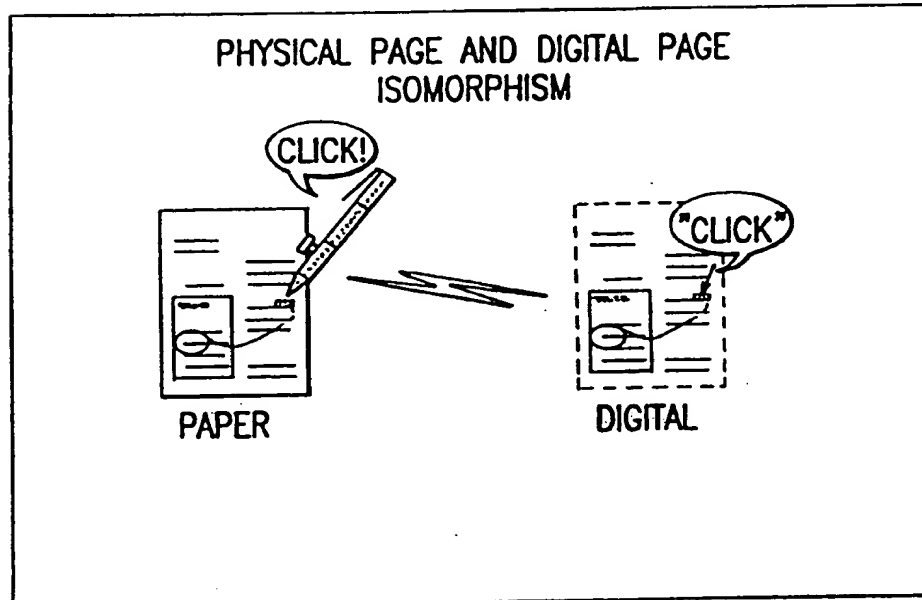 PHYSICAL PAGE AND DIGITAL PAGE
ISOMORPHISM
CLICK!
"CLICK"
PAPER
DIGITAL